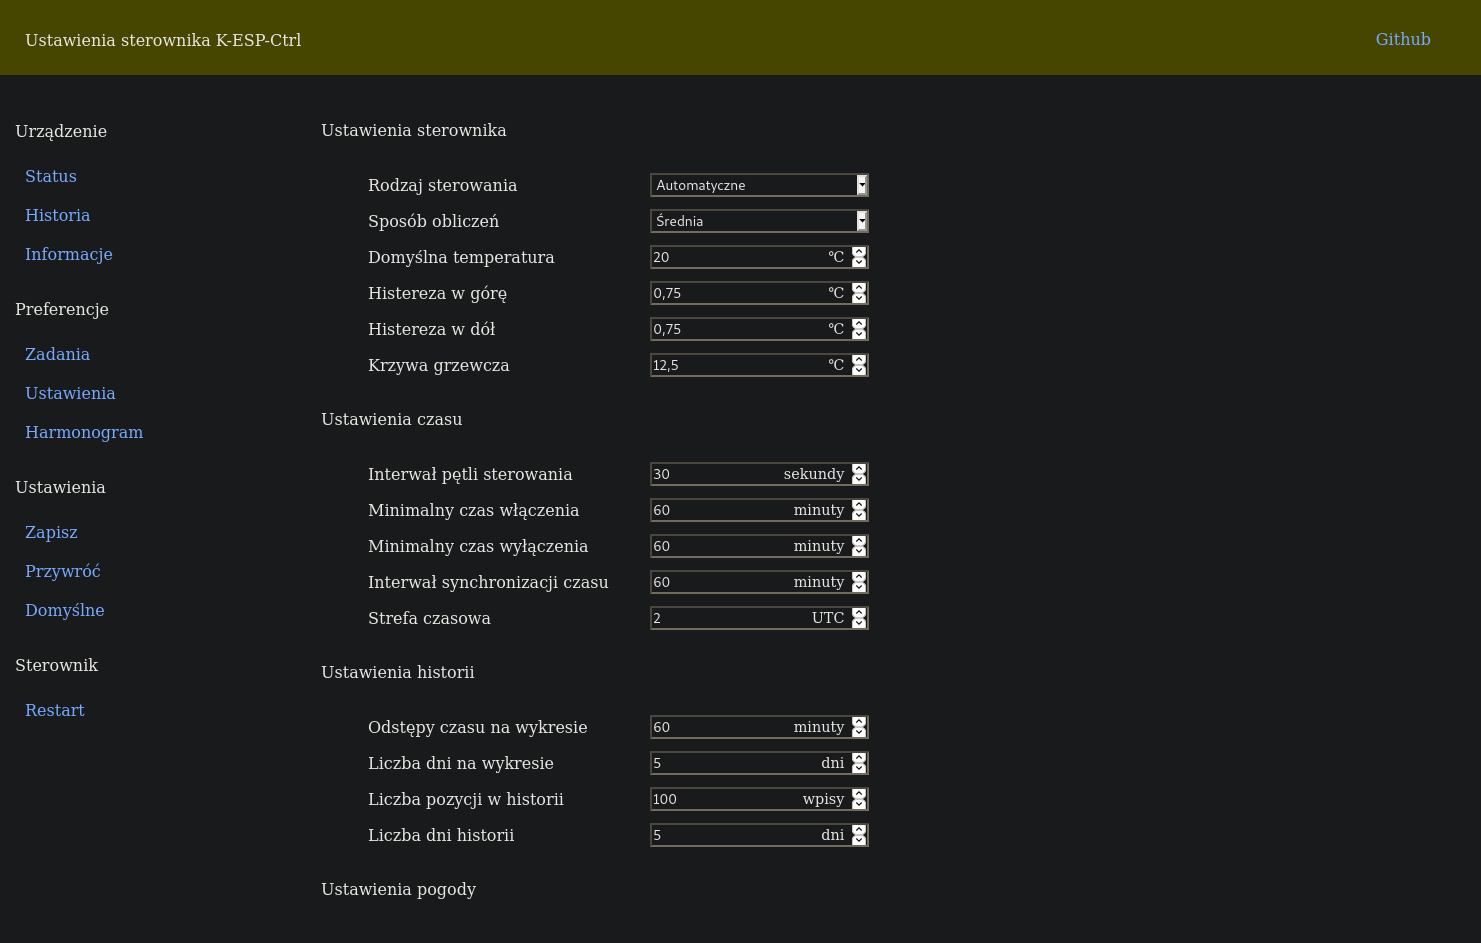 Ustawienia sterownika K-ESP-Ctrl
Github
Urządzenie
Status
Historia
Informacje
Preferencje
Zadania
Ustawienia
Harmonogram
Ustawienia
Zapisz
Przywróć
Domyślne
Sterownik
Restart
Ustawienia sterownika
Rodzaj sterowania Automatyczne
Sposób obliczeń Średnia
Domyślna temperatura 20 °C
Histereza w górę 0,75 °C
Histereza w dół 0,75 °C
Krzywa grzewcza 12,5 °C
Ustawienia czasu
Interwał pętli sterowania 30 sekundy
Minimalny czas włączenia 60 minuty
Minimalny czas wyłączenia 60 minuty
Interwał synchronizacji czasu 60 minuty
Strefa czasowa 2 UTC
Ustawienia historii
Odstępy czasu na wykresie 60 minuty
Liczba dni na wykresie 5 dni
Liczba pozycji w historii 100 wpisy
Liczba dni historii 5 dni
Ustawienia pogody